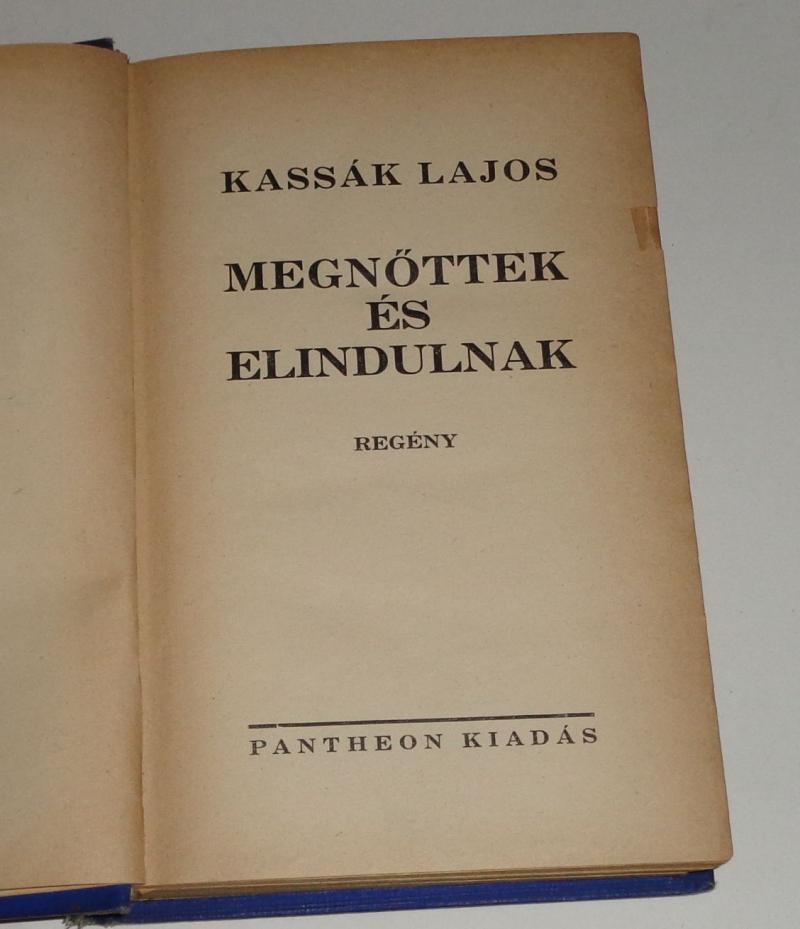 KASSÁK LAJOS
MEGNŐTTEK
ÉS
ELINDULNAK
REGÉNY
PANTHEON KIADÁS